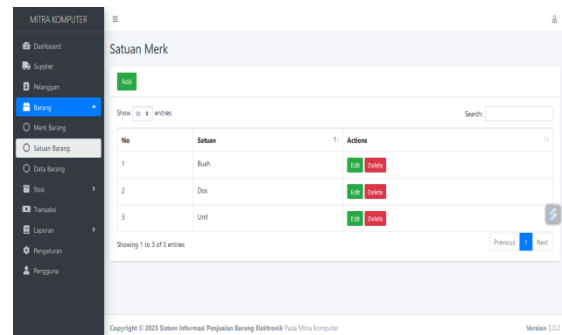 MITRA KOMPUTER
Dashboard
Supplier
Pelanggan
Barang
Merk Barang
Satuan Barang
Data Barang
Stok
Transaksi
Laporan
Pengaturan
Pengguna
Satuan Merk
Add
Show 10 entries
Search:
No Satuan Actions
1 Buah Edit Delete
2 Dos Edit Delete
3 Unit Edit Delete
Showing 1 to 3 of 3 entries
Previous 1 Next
Copyright © 2023 Sistem Informasi Penjualan Barang Elektronik Pada Mitra Komputer
Version 3.0.2